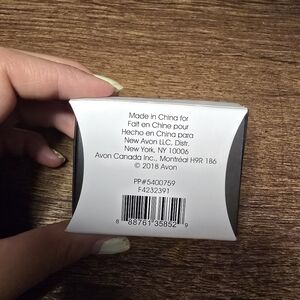 Made in China for
Fait en Chine pour
Hecho en China para
New Avon LLC, Distr.
New York, NY 10006
Avon Canada Inc., Montréal H9R 1B6
© 2018 Avon
PP#5400759
F4232391
8 88761 35852 9